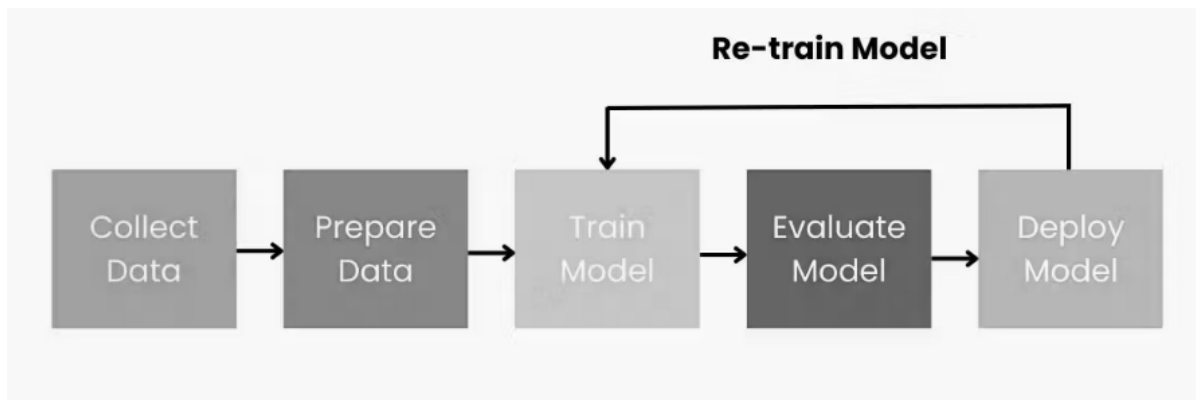 Re-train Model
Collect
Data
Prepare
Data
Train
Model
Evaluate
Model
Deploy
Model